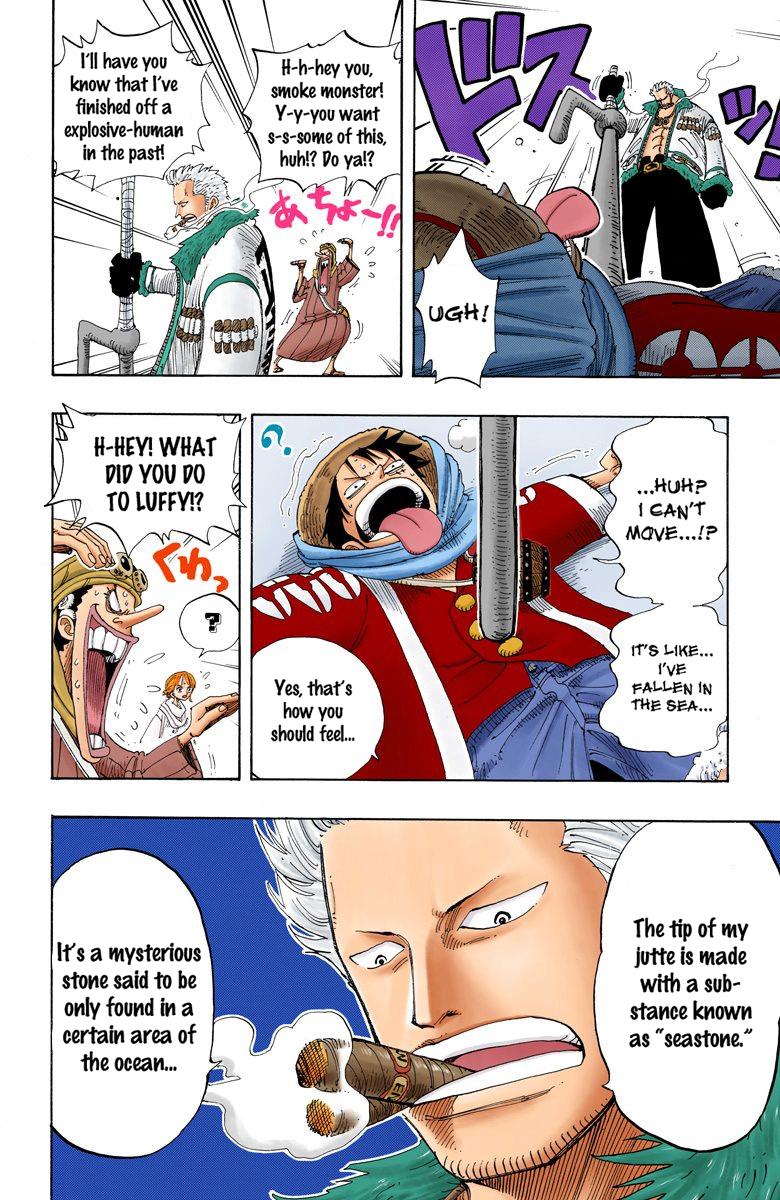 ドスッ!!
UGH!
H-h-hey you,
smoke monster!
Y-y-you want
s-s-some of this,
huh!? Do ya!?
あちょー!!
I'll have you
know that I've
finished off a
explosive-human
in the past!
...HUH?
I CAN'T
MOVE...!?
IT'S LIKE...
I'VE
FALLEN IN
THE SEA...
?
Yes, that's
how you
should feel...
H-HEY! WHAT
DID YOU DO
TO LUFFY!?
くわっ
?
The tip of my
jutte is made
with a sub-
stance known
as "seastone."
It's a mysterious
stone said to be
only found in a
certain area of
the ocean...